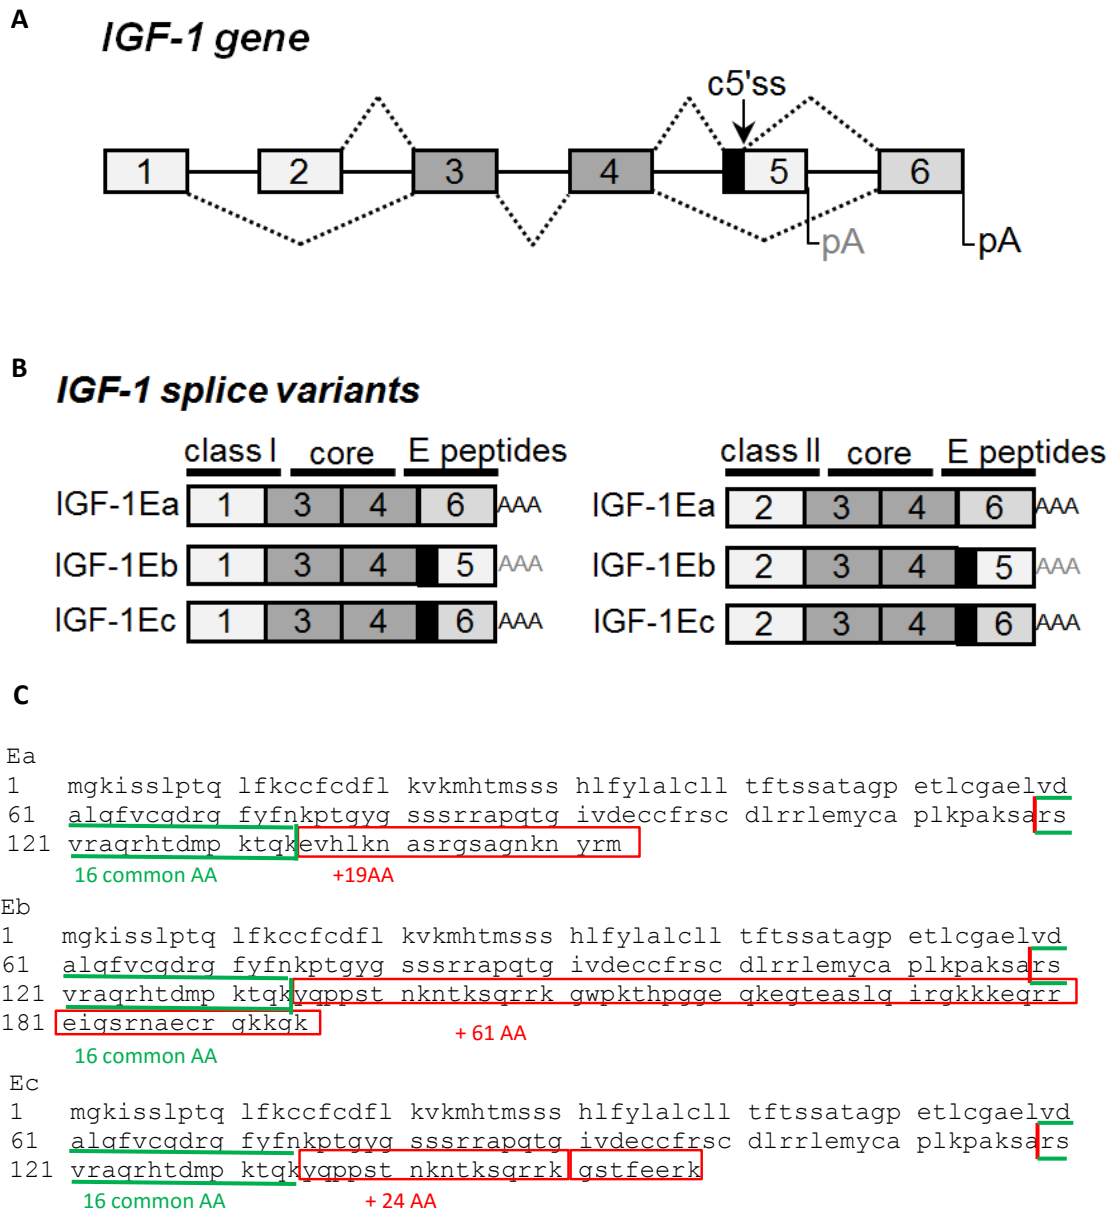 A
IGF-1 gene
c5'ss
1 2 3 4 5 6
pA pA
B
IGF-1 splice variants
class I core E peptides class II core E peptides
IGF-1Ea 1 3 4 6 AAA IGF-1Ea 2 3 4 6 AAA
IGF-1Eb 1 3 4 5 AAA IGF-1Eb 2 3 4 5 AAA
IGF-1Ec 1 3 4 6 AAA IGF-1Ec 2 3 4 6 AAA
C
Ea
1 mgkisslptq lfkccfcdfl kvkmhtmsss hlfylalcll tftssatagp etlcgaelvd
61 alqfvcgdrg fyfnkptgyg sssrrapqtg ivdeccfrsc dlrrlemyca plkpaksars
121 vraqrhtdmp ktqkevhlkn asrgsagnkn yrm
16 common AA +19AA
Eb
1 mgkisslptq lfkccfcdfl kvkmhtmsss hlfylalcll tftssatagp etlcgaelvd
61 alqfvcgdrg fyfnkptgyg sssrrapqtg ivdeccfrsc dlrrlemyca plkpaksars
121 vraqrhtdmp ktqkyqppst nkntksqrrk gwpkthpgge qkegteaslq irgkkkeqrr
181 eigsrnaecr gkkgk
+ 61 AA
16 common AA
Ec
1 mgkisslptq lfkccfcdfl kvkmhtmsss hlfylalcll tftssatagp etlcgaelvd
61 alqfvcgdrg fyfnkptgyg sssrrapqtg ivdeccfrsc dlrrlemyca plkpaksars
121 vraqrhtdmp ktqkyqppst nkntksqrrk gstfeerk
16 common AA + 24 AA